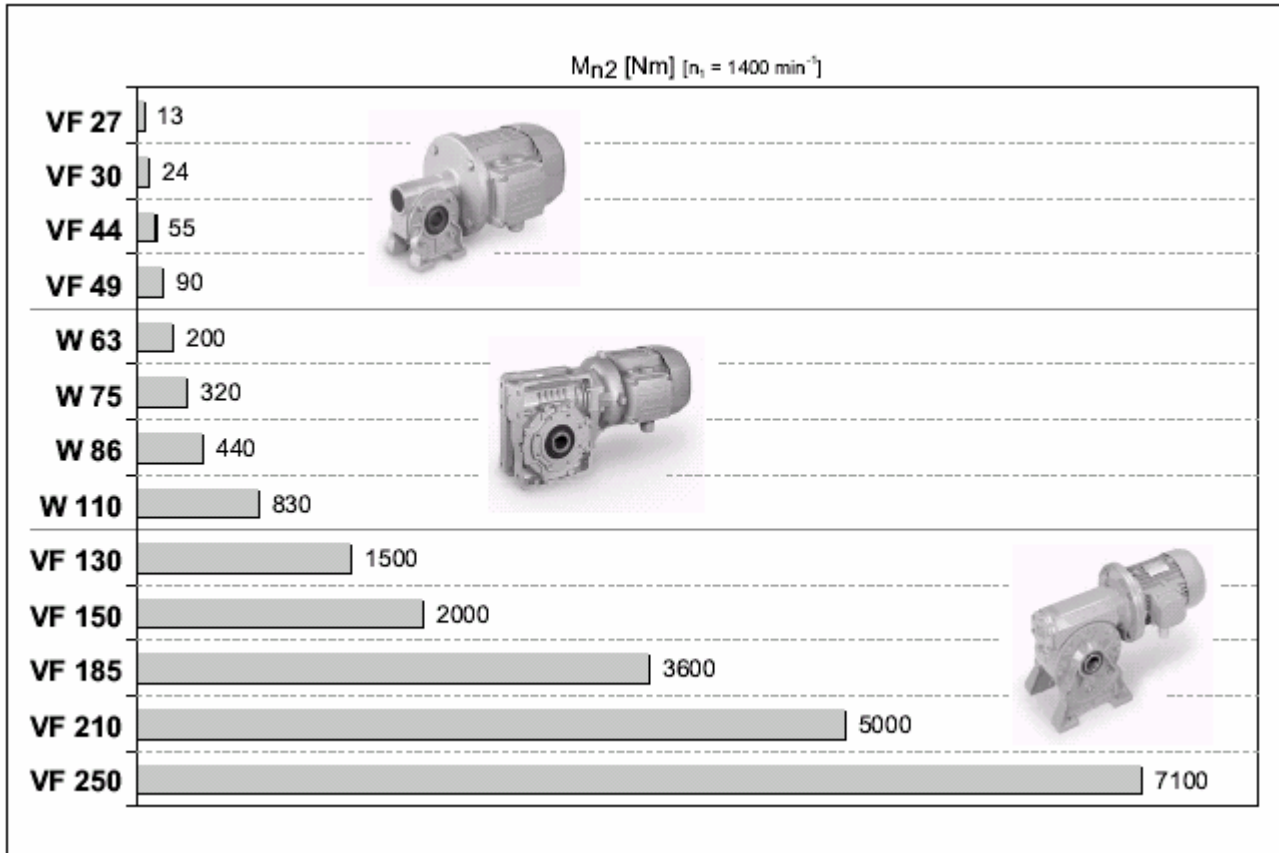 Mn2 [Nm] [n₁ = 1400 min⁻¹]
VF 27 13
VF 30 24
VF 44 55
VF 49 90
W 63 200
W 75 320
W 86 440
W 110 830
VF 130 1500
VF 150 2000
VF 185 3600
VF 210 5000
VF 250 7100